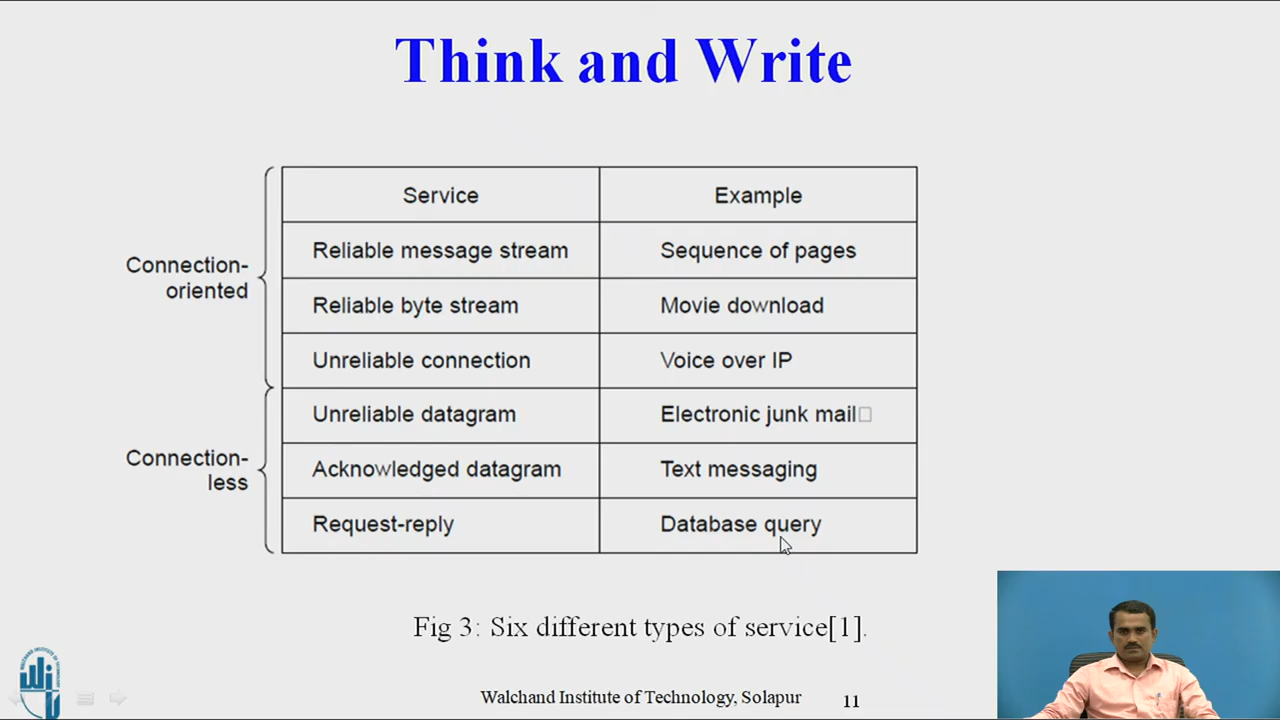 Think and Write
Service Example
Reliable message stream Sequence of pages
Connection-
oriented
Reliable byte stream Movie download
Unreliable connection Voice over IP
Unreliable datagram Electronic junk mail
Connection-
less
Acknowledged datagram Text messaging
Request-reply Database query
Fig 3: Six different types of service[1].
Walchand Institute of Technology, Solapur 11